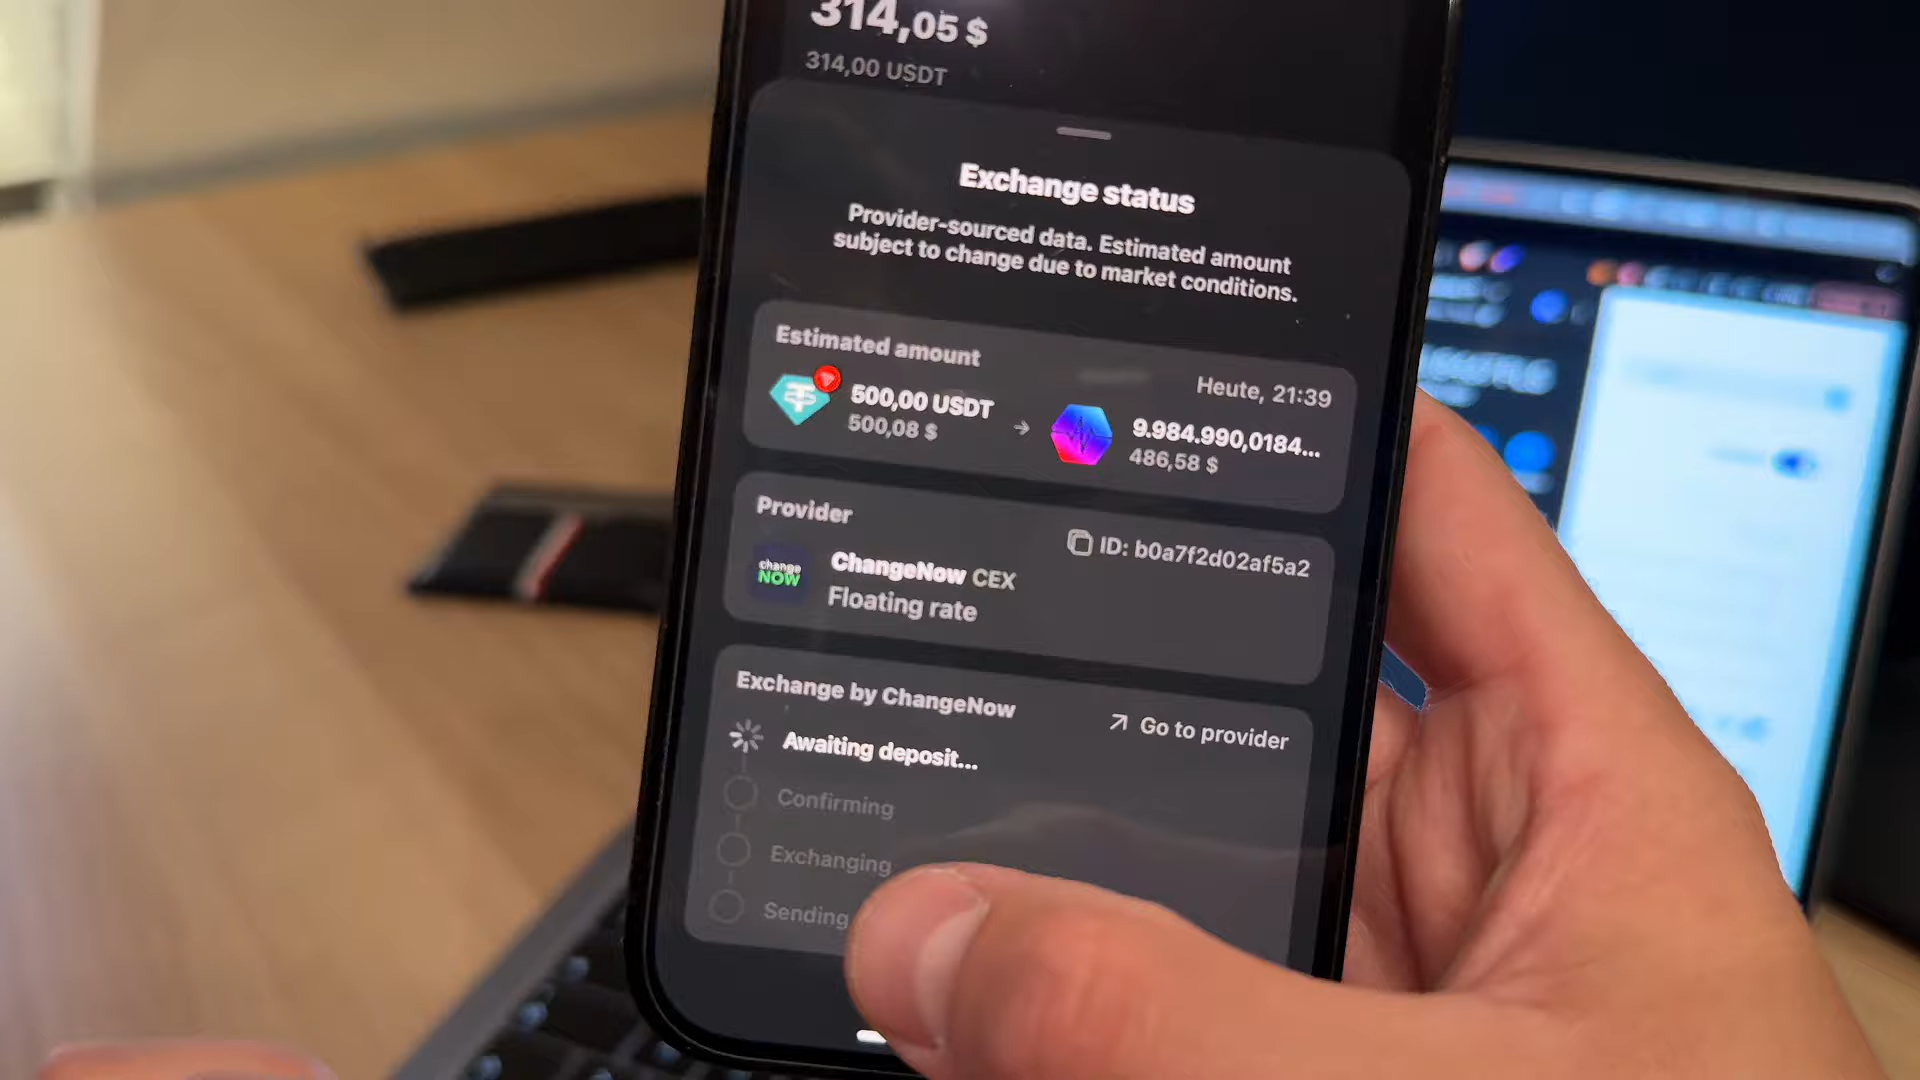 314,05 $
314,00 USDT
Exchange status
Provider-sourced data. Estimated amount
subject to change due to market conditions.
Estimated amount
Heute, 21:39
500,00 USDT
500,08 $
9.984.990,0184...
486,58 $
Provider
ID: b0a7f2d02af5a2
change
NOW
ChangeNow CEX
Floating rate
Exchange by ChangeNow
Go to provider
Awaiting deposit...
Confirming
Exchanging
Sending